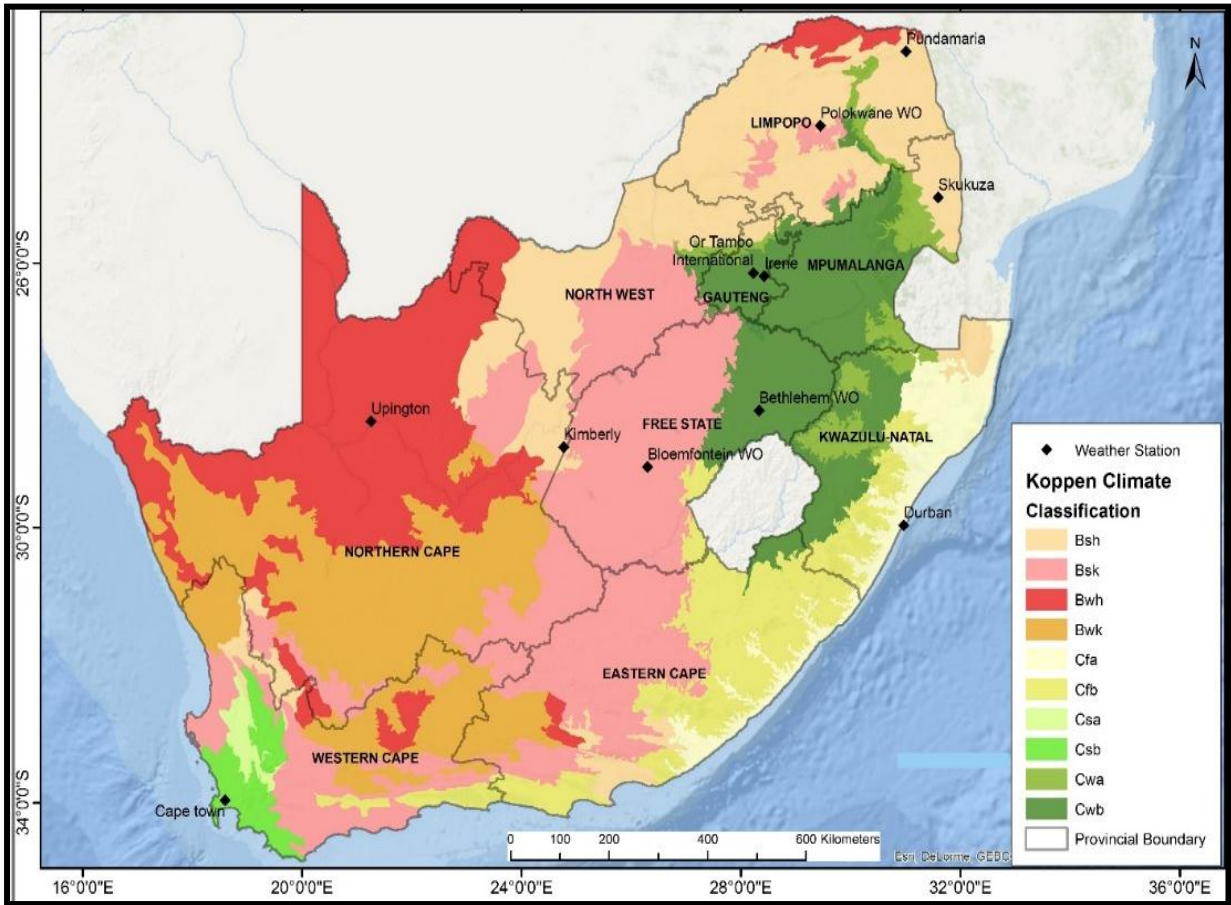 N
Pundamaria
LIMPOPO
Polokwane WO
Skukuza
Or Tambo
International
Irene
MPUMALANGA
GAUTENG
NORTH WEST
Upington
Bethlehem WO
FREE STATE
Kimberly
KWAZULU-NATAL
Bloemfontein WO
Durban
NORTHERN CAPE
EASTERN CAPE
WESTERN CAPE
Cape town
26°0'0"S
30°0'0"S
34°0'0"S
Weather Station
Koppen Climate
Classification
Bsh
Bsk
Bwh
Bwk
Cfa
Cfb
Csa
Csb
Cwa
Cwb
Provincial Boundary
0 100 200 400 600 Kilometers
Esri, DeLorme, GEBC
16°0'0"E 20°0'0"E 24°0'0"E 28°0'0"E 32°0'0"E 36°0'0"E